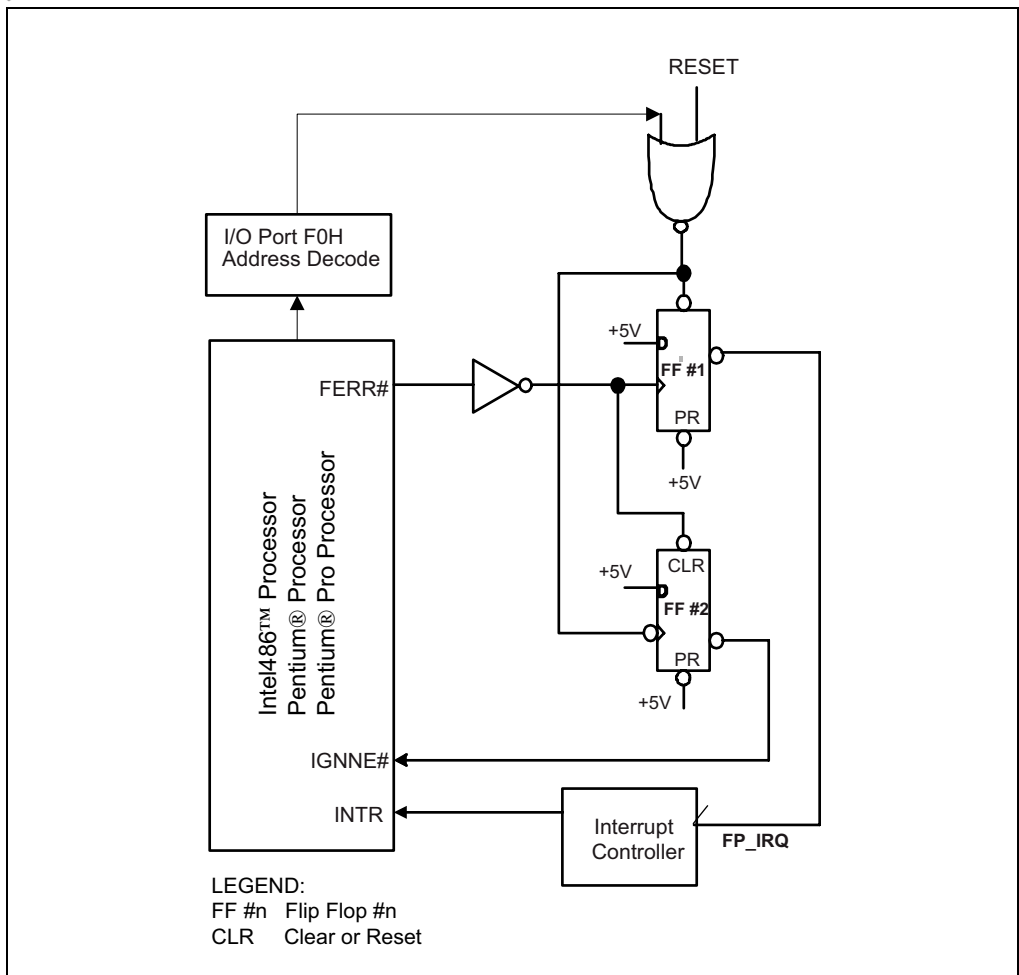 RESET
I/O Port F0H
Address Decode
+5V
FF #1
FERR#
PR
+5V
Intel486™ Processor
Pentium® Processor
Pentium® Pro Processor
CLR
+5V
FF #2
PR
+5V
IGNNE#
INTR
Interrupt
Controller
FP_IRQ
LEGEND:
FF #n Flip Flop #n
CLR Clear or Reset